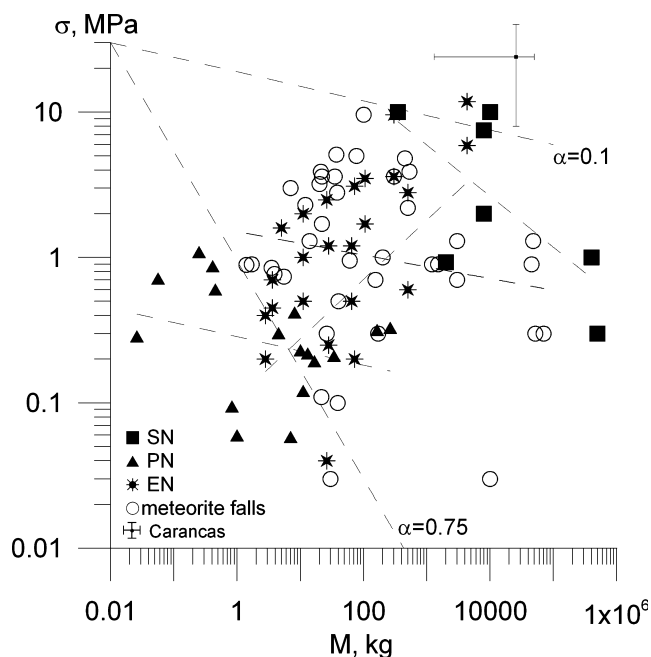 σ, MPa
10
α=0.1
1
0.1
SN
PN
EN
meteorite falls
Carancas
α=0.75
0.01
0.01 1 100 10000 1x10⁶
M, kg